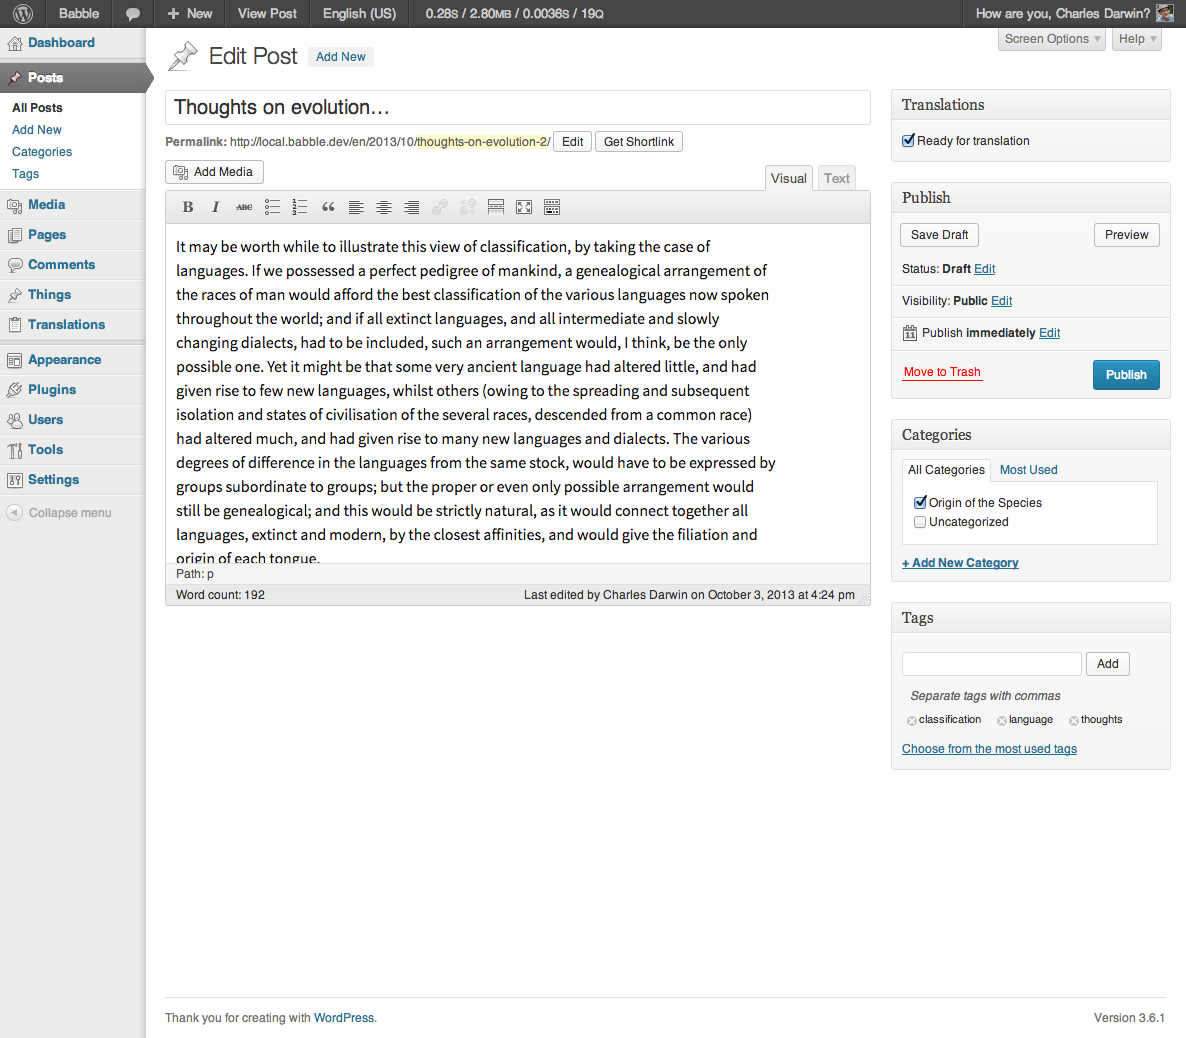 Babble + New View Post English (US) 0.28s / 2.80MB / 0.0036s / 19Q How are you, Charles Darwin?
Screen Options Help
Dashboard
Posts
All Posts
Add New
Categories
Tags
Media
Pages
Comments
Things
Translations
Appearance
Plugins
Users
Tools
Settings
Collapse menu
Edit Post Add New
Thoughts on evolution…
Permalink: http://local.babble.dev/en/2013/10/thoughts-on-evolution-2/ Edit Get Shortlink
Add Media
Visual Text
B I ABC
It may be worth while to illustrate this view of classification, by taking the case of
languages. If we possessed a perfect pedigree of mankind, a genealogical arrangement of
the races of man would afford the best classification of the various languages now spoken
throughout the world; and if all extinct languages, and all intermediate and slowly
changing dialects, had to be included, such an arrangement would, I think, be the only
possible one. Yet it might be that some very ancient language had altered little, and had
given rise to few new languages, whilst others (owing to the spreading and subsequent
isolation and states of civilisation of the several races, descended from a common race)
had altered much, and had given rise to many new languages and dialects. The various
degrees of difference in the languages from the same stock, would have to be expressed by
groups subordinate to groups; but the proper or even only possible arrangement would
still be genealogical; and this would be strictly natural, as it would connect together all
languages, extinct and modern, by the closest affinities, and would give the filiation and
origin of each tongue.
Path: p
Word count: 192 Last edited by Charles Darwin on October 3, 2013 at 4:24 pm
Translations
Ready for translation
Publish
Save Draft Preview
Status: Draft Edit
Visibility: Public Edit
Publish immediately Edit
Move to Trash Publish
Categories
All Categories Most Used
Origin of the Species
Uncategorized
+ Add New Category
Tags
Add
Separate tags with commas
classification language thoughts
Choose from the most used tags
Thank you for creating with WordPress. Version 3.6.1